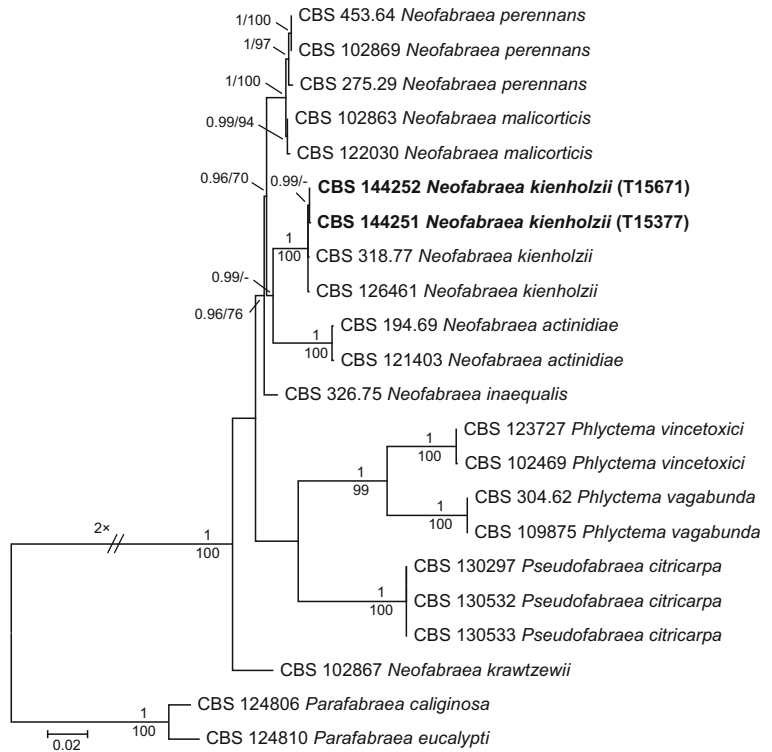 1/100
CBS 453.64 Neofabraea perennans
1/97
CBS 102869 Neofabraea perennans
1/100
CBS 275.29 Neofabraea perennans
CBS 102863 Neofabraea malicorticis
0.99/94
CBS 122030 Neofabraea malicorticis
0.96/70
0.99/-
CBS 144252 Neofabraea kienholzii (T15671)
CBS 144251 Neofabraea kienholzii (T15377)
1
100
CBS 318.77 Neofabraea kienholzii
0.99/-
CBS 126461 Neofabraea kienholzii
0.96/76
CBS 194.69 Neofabraea actinidiae
1
100
CBS 121403 Neofabraea actinidiae
CBS 326.75 Neofabraea inaequalis
CBS 123727 Phlyctema vincetoxici
1
100
CBS 102469 Phlyctema vincetoxici
1
99
CBS 304.62 Phlyctema vagabunda
1
100
CBS 109875 Phlyctema vagabunda
2×
1
100
CBS 130297 Pseudofabraea citricarpa
1
100
CBS 130532 Pseudofabraea citricarpa
CBS 130533 Pseudofabraea citricarpa
CBS 102867 Neofabraea krawtzewii
CBS 124806 Parafabraea caliginosa
1
100
CBS 124810 Parafabraea eucalypti
0.02